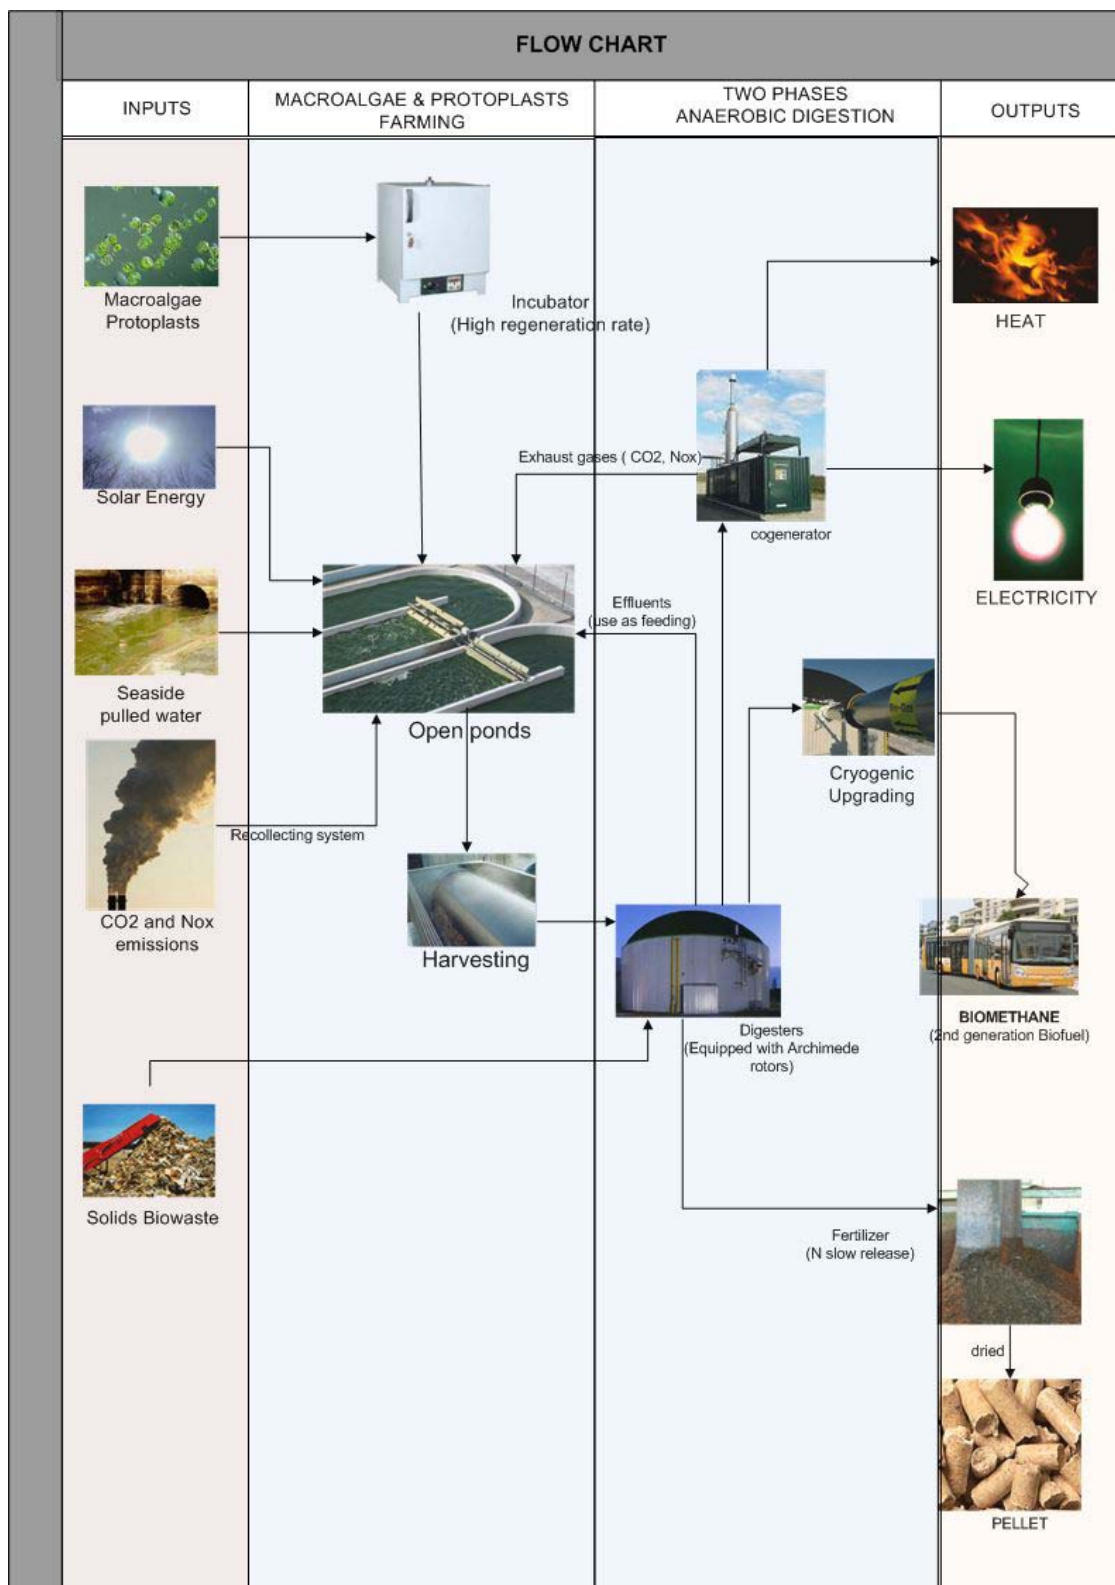 FLOW CHART
INPUTS
MACROALGAE & PROTOPLASTS
FARMING
TWO PHASES
ANAEROBIC DIGESTION
OUTPUTS
Macroalgae
Protoplasts
Incubator
(High regeneration rate)
HEAT
Solar Energy
Exhaust gases ( CO2, Nox)
cogenerator
ELECTRICITY
Effluents
(use as feeding)
Seaside
pulled water
Open ponds
Bio-Gas
Cryogenic
Upgrading
Recollecting system
CO2 and Nox
emissions
Harvesting
Digesters
(Equipped with Archimede
rotors)
BIOMETHANE
(2nd generation Biofuel)
Solids Biowaste
Fertilizer
(N slow release)
dried
PELLET